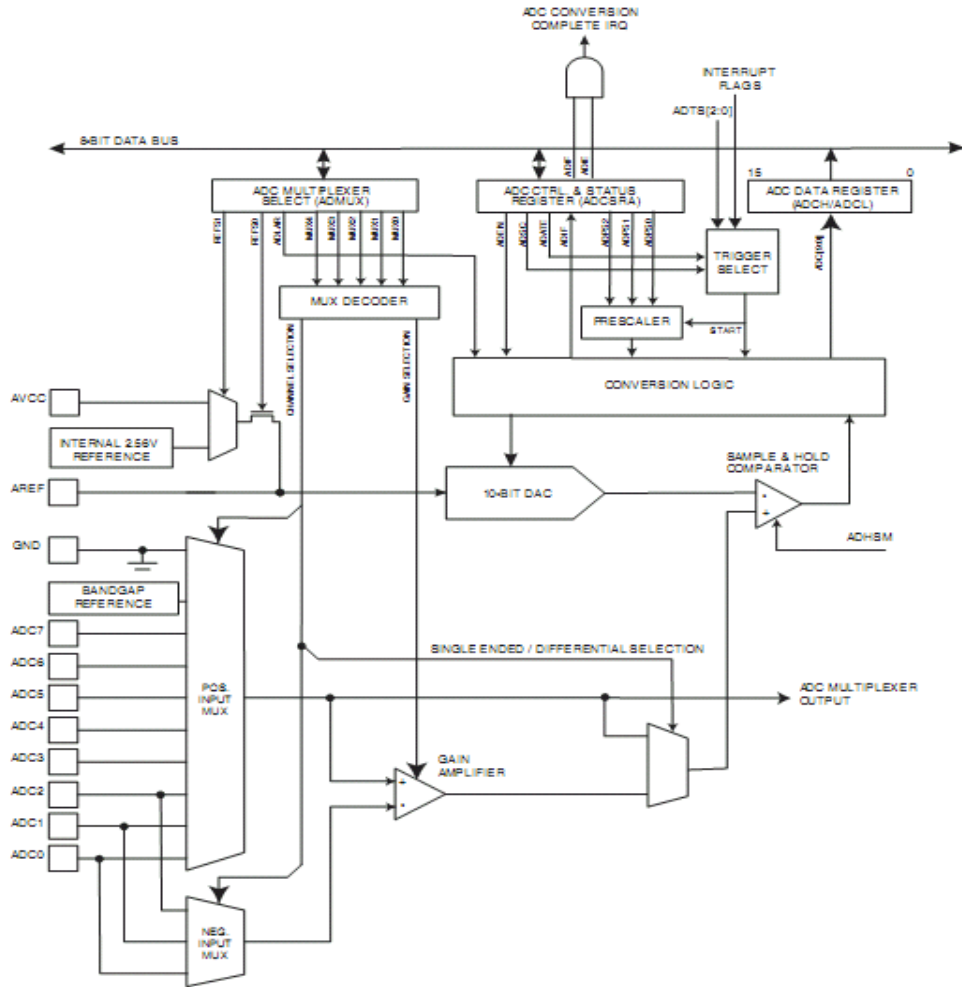 ADC CONVERSION
COMPLETE IRQ
INTERRUPT
FLAGS
ADTS[2:0]
8-BIT DATA BUS
ADIF
ADIE
15
0
ADC MULTIPLEXER
SELECT (ADMUX)
ADC CTRL. & STATUS
REGISTER (ADCSRA)
ADC DATA REGISTER
(ADCH/ADCL)
REFS1
REFS0
ADLAR
MUX4
MUX3
MUX2
MUX1
MUX0
ADEN
ADSC
ADATE
ADIF
ADPS2
ADPS1
ADPS0
ADC[9:0]
TRIGGER
SELECT
MUX DECODER
PRESCALER
START
CHANNEL SELECTION
GAIN SELECTION
CONVERSION LOGIC
AVCC
INTERNAL 2.56V
REFERENCE
SAMPLE & HOLD
COMPARATOR
AREF
10-BIT DAC
-
+
ADHSM
GND
BANDGAP
REFERENCE
ADC7
SINGLE ENDED / DIFFERENTIAL SELECTION
ADC6
ADC5
POS.
INPUT
MUX
ADC MULTIPLEXER
OUTPUT
ADC4
ADC3
GAIN
AMPLIFIER
+
-
ADC2
ADC1
ADC0
NEG.
INPUT
MUX